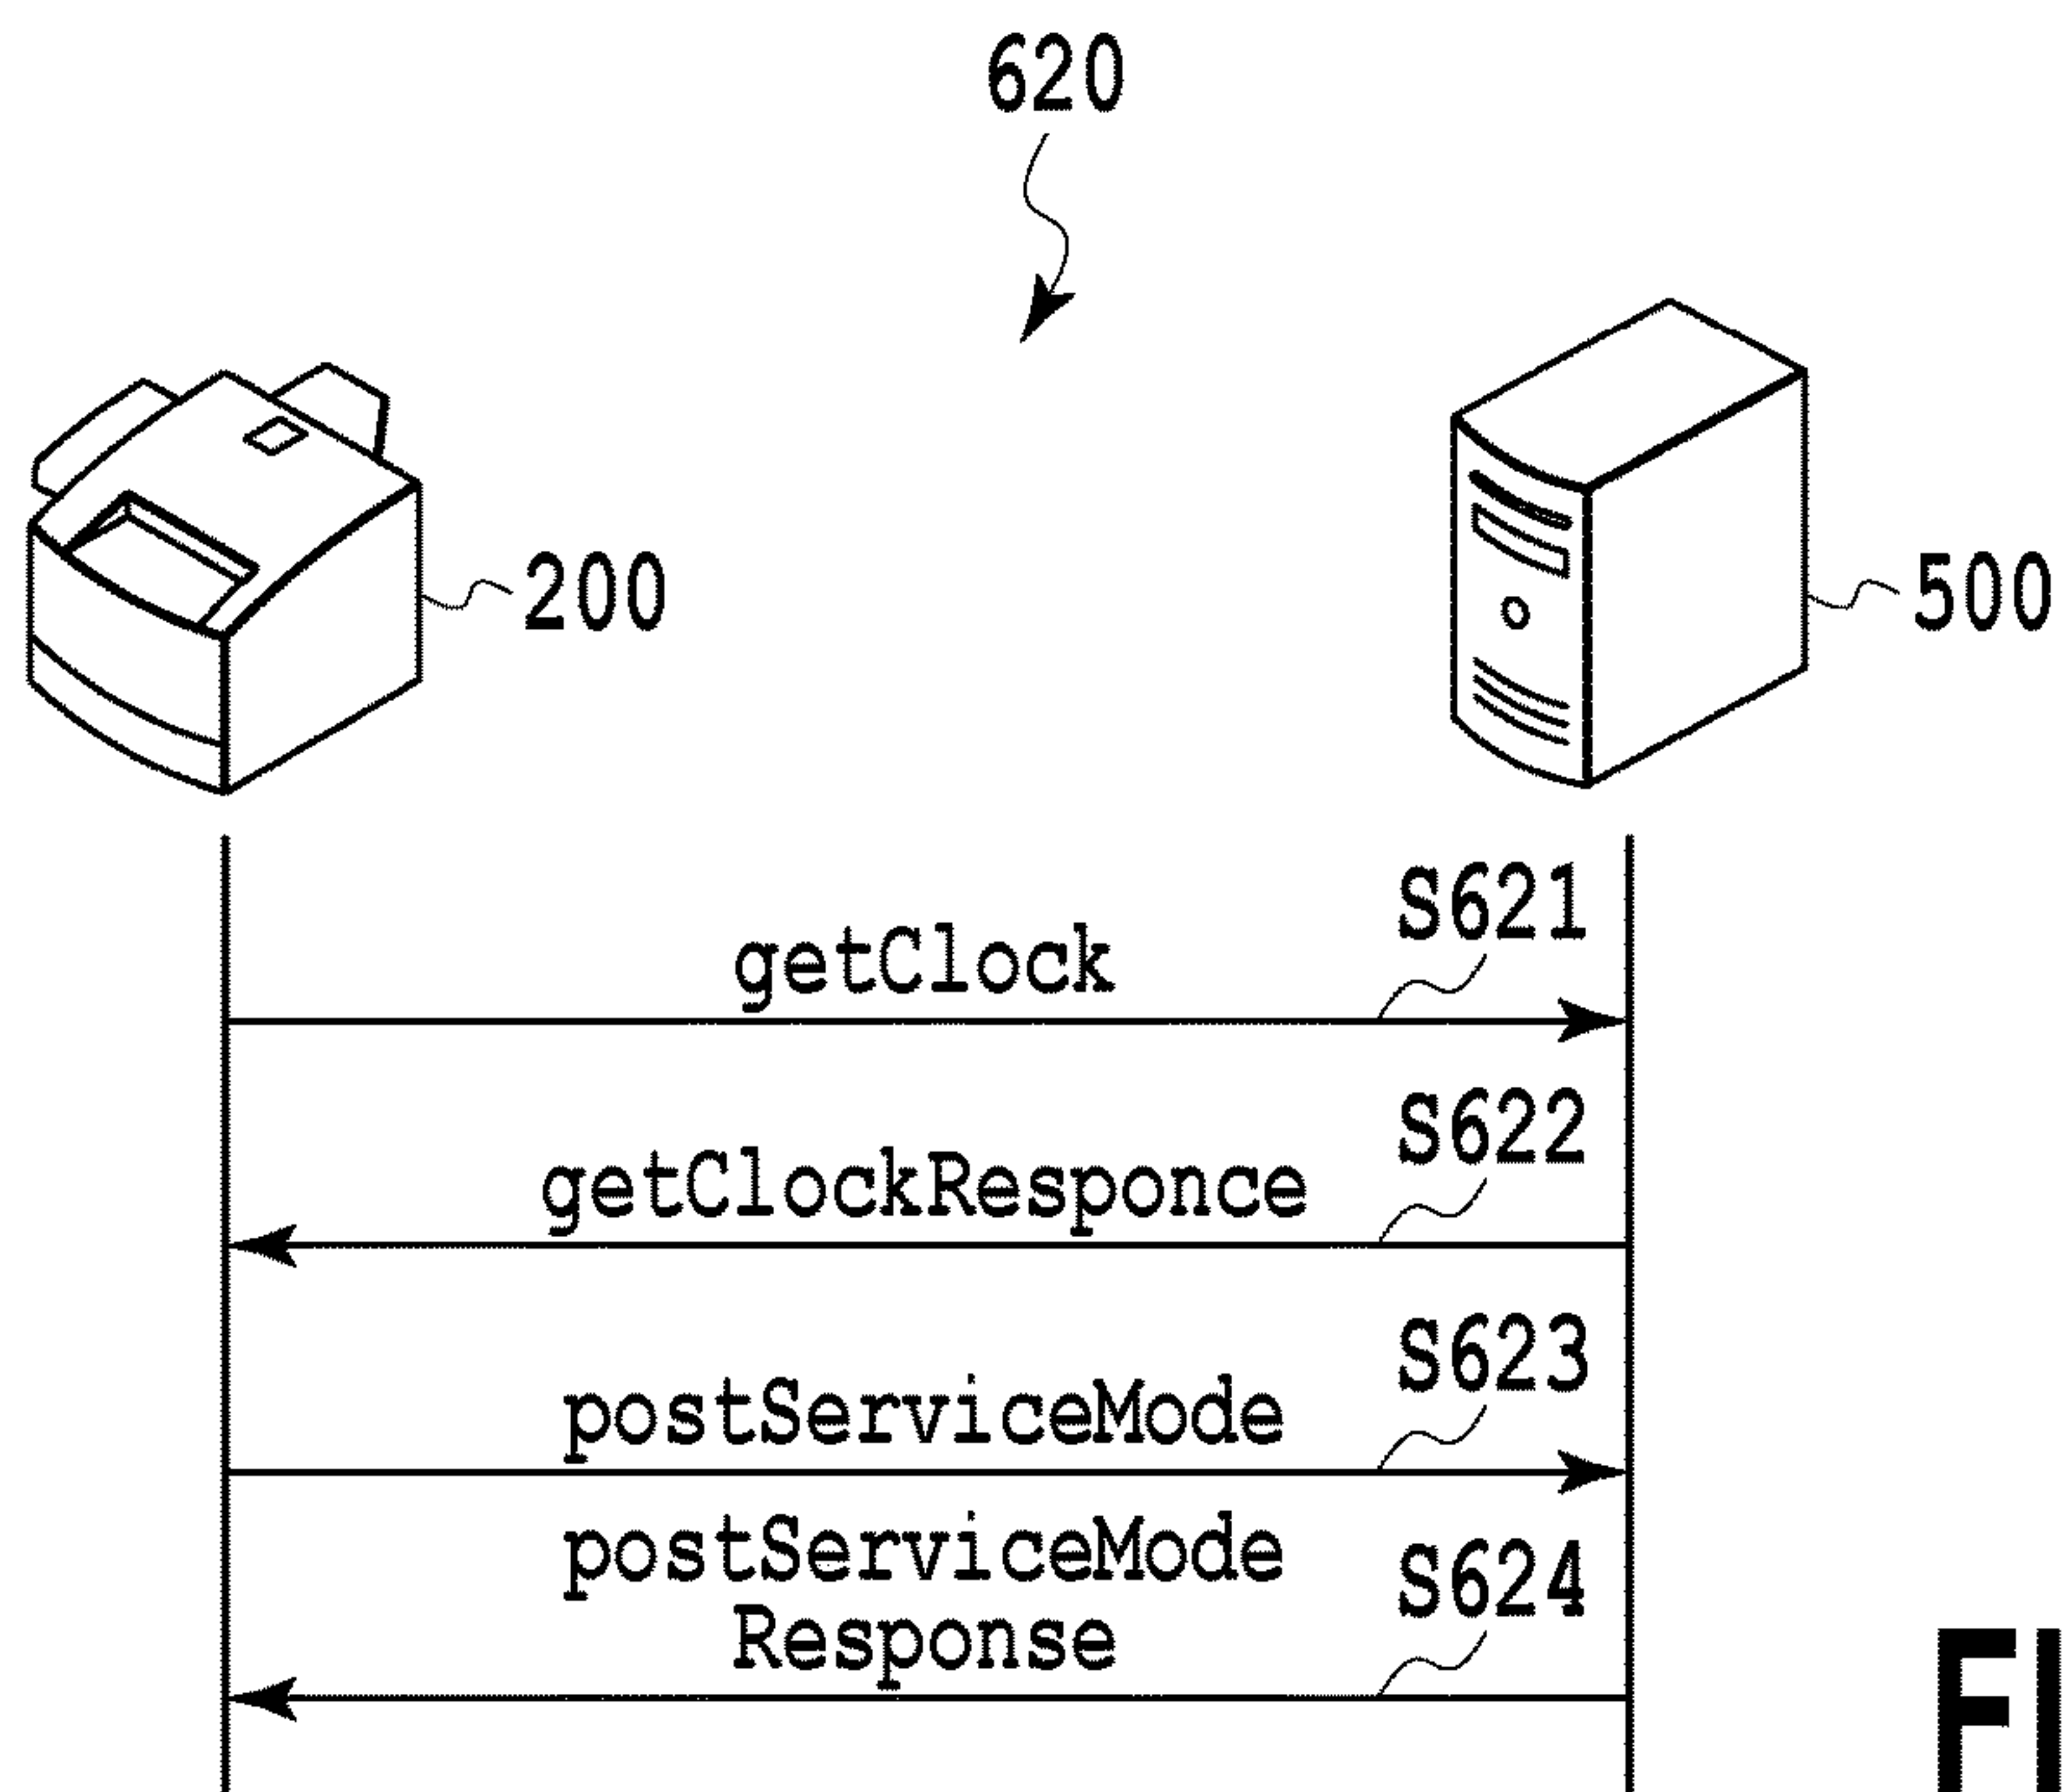 620
200
500
S621
getClock
S622
getClockResponce
S623
postServiceMode
postServiceMode
S624
Response